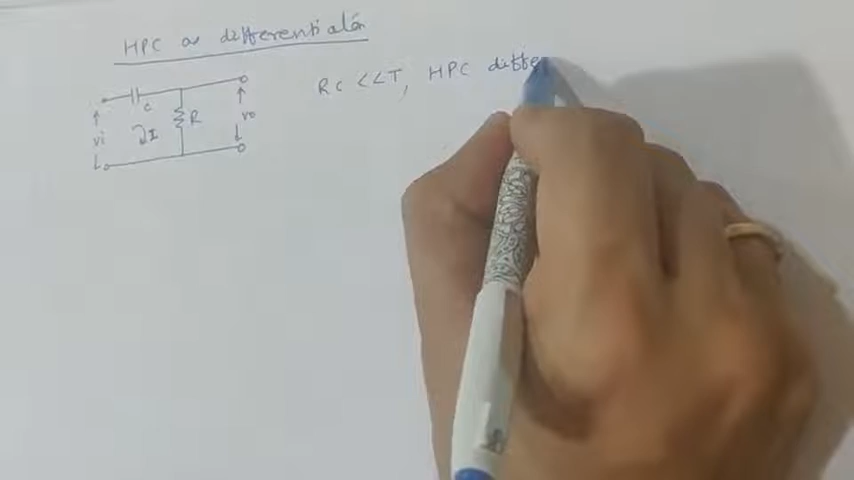 HPC as differentiator
RC <<T, HPC diffe
C
R
I
Vi
Vo